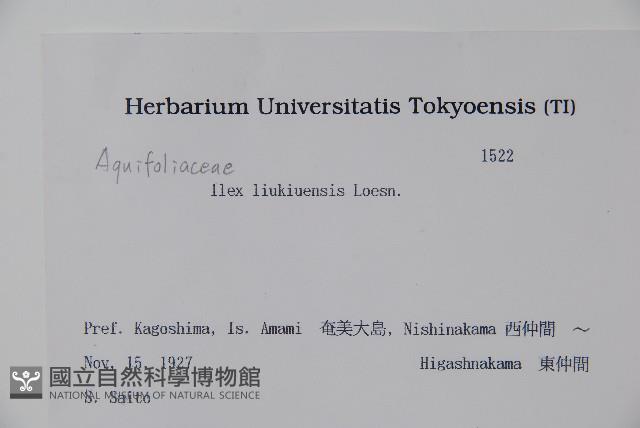 Herbarium Universitatis Tokyoensis (TI)
1522
Aquifoliaceae
Ilex liukiuensis Loesn.
Pref. Kagoshima, Is. Amami 奄美大島, Nishinakama 西仲間 ～
Nov. 15, 1927 Higashnakama 東仲間
國立自然科學博物館
NATIONAL MUSEUM OF NATURAL SCIENCE
S. Saito